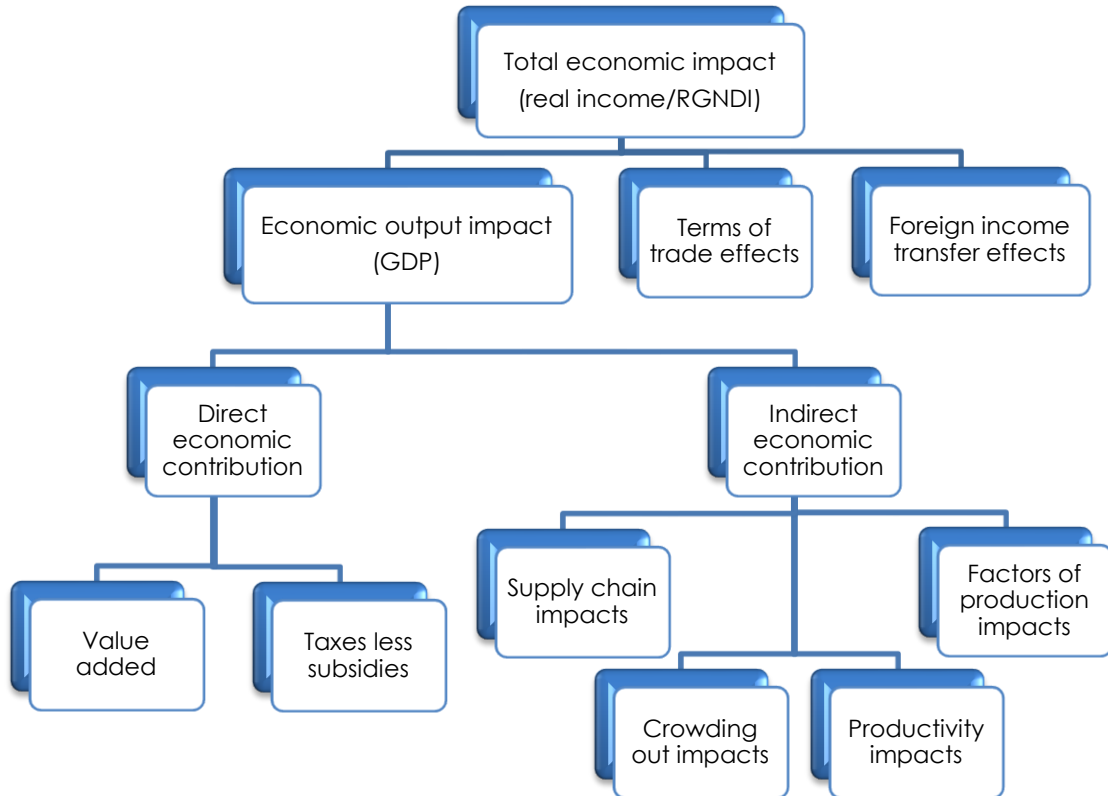 Total economic impact
(real income/RGNDI)
Economic output impact
(GDP)
Terms of
trade effects
Foreign income
transfer effects
Direct
economic
contribution
Indirect
economic
contribution
Value
added
Taxes less
subsidies
Supply chain
impacts
Factors of
production
impacts
Crowding
out impacts
Productivity
impacts